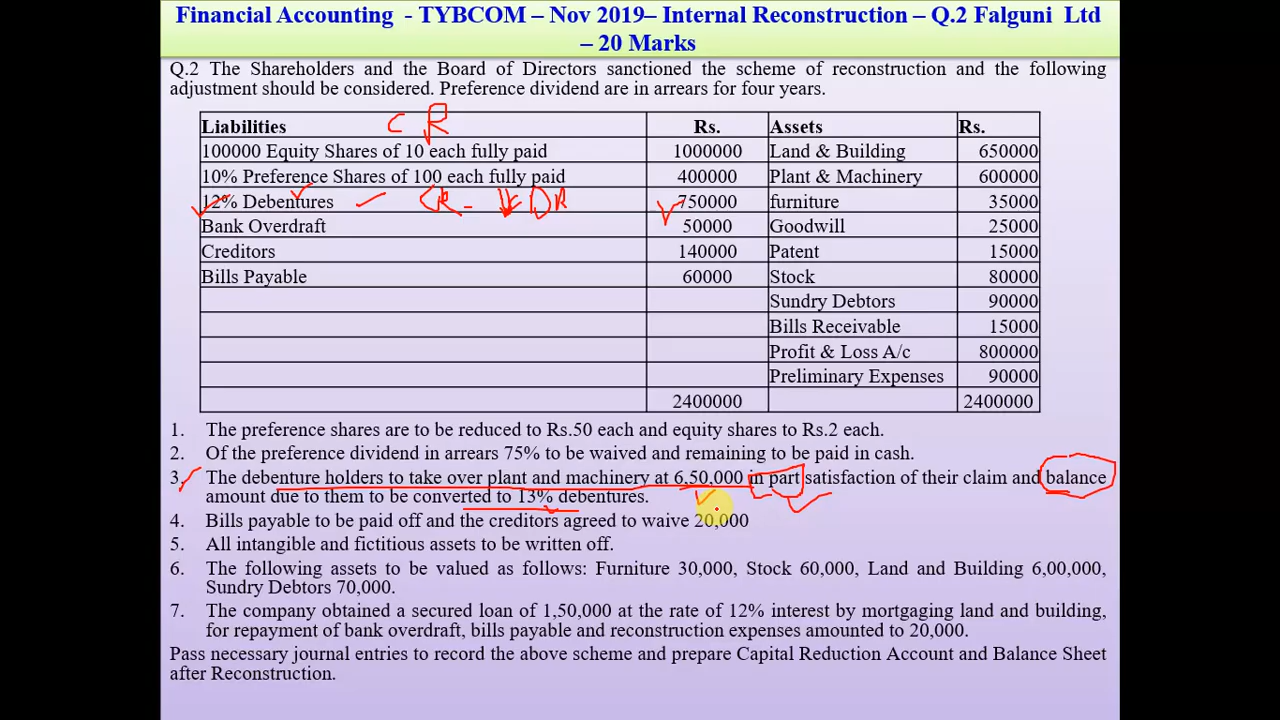 Financial Accounting - TYBCOM – Nov 2019– Internal Reconstruction – Q.2 Falguni Ltd
– 20 Marks
Q.2 The Shareholders and the Board of Directors sanctioned the scheme of reconstruction and the following
adjustment should be considered. Preference dividend are in arrears for four years.
Liabilities CR Rs. Assets Rs.
100000 Equity Shares of 10 each fully paid 1000000 Land & Building 650000
10% Preference Shares of 100 each fully paid 400000 Plant & Machinery 600000
12% Debentures CR - DR 750000 furniture 35000
Bank Overdraft 50000 Goodwill 25000
Creditors 140000 Patent 15000
Bills Payable 60000 Stock 80000
Sundry Debtors 90000
Bills Receivable 15000
Profit & Loss A/c 800000
Preliminary Expenses 90000
2400000 2400000
1. The preference shares are to be reduced to Rs.50 each and equity shares to Rs.2 each.
2. Of the preference dividend in arrears 75% to be waived and remaining to be paid in cash.
3. The debenture holders to take over plant and machinery at 6,50,000 in part satisfaction of their claim and balance
amount due to them to be converted to 13% debentures.
4. Bills payable to be paid off and the creditors agreed to waive 20,000
5. All intangible and fictitious assets to be written off.
6. The following assets to be valued as follows: Furniture 30,000, Stock 60,000, Land and Building 6,00,000,
Sundry Debtors 70,000.
7. The company obtained a secured loan of 1,50,000 at the rate of 12% interest by mortgaging land and building,
for repayment of bank overdraft, bills payable and reconstruction expenses amounted to 20,000.
Pass necessary journal entries to record the above scheme and prepare Capital Reduction Account and Balance Sheet
after Reconstruction.